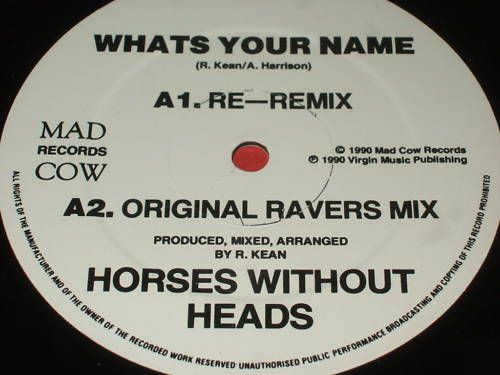 WHATS YOUR NAME
(R. Kean/A. Harrison)
A1. RE—REMIX
MAD
RECORDS
COW
© 1990 Mad Cow Records
℗ 1990 Virgin Music Publishing
A2. ORIGINAL RAVERS MIX
PRODUCED, MIXED, ARRANGED
BY R. KEAN
HORSES WITHOUT
HEADS
ALL RIGHTS OF THE MANUFACTURER AND OF THE OWNER OF THE RECORDED WORK RESERVED UNAUTHORISED PUBLIC PERFORMANCE BROADCASTING AND COPYING OF THIS RECORD PROHIBITED